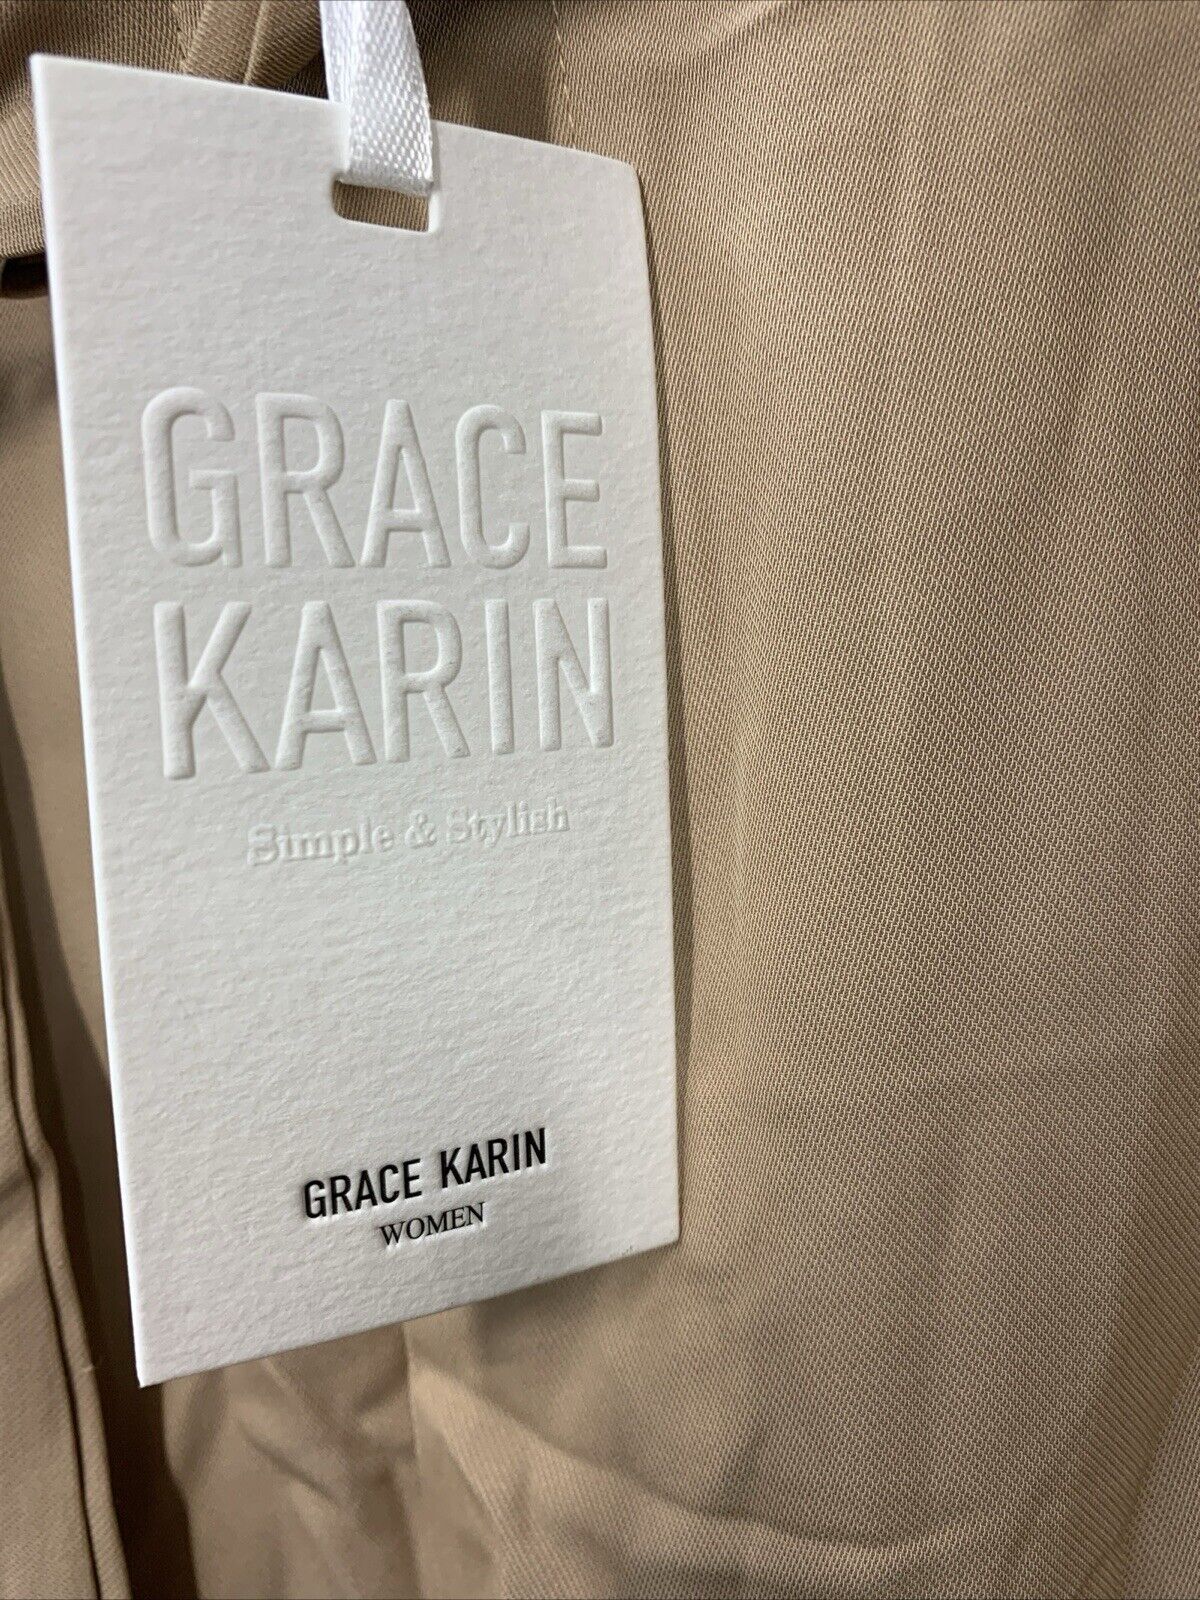 GRACE
KARIN
Simple & Stylish
GRACE KARIN
WOMEN